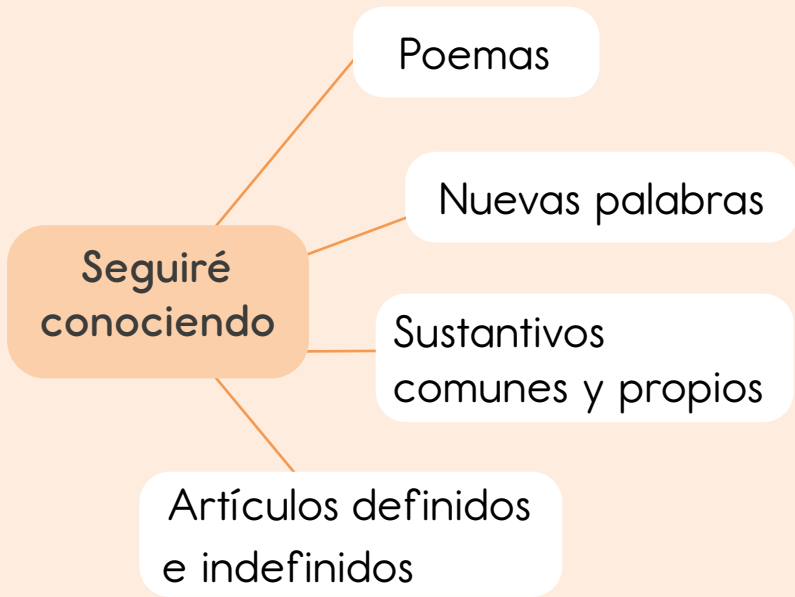 Poemas
Nuevas palabras
Seguiré
conociendo
Sustantivos
comunes y propios
Artículos definidos
e indefinidos